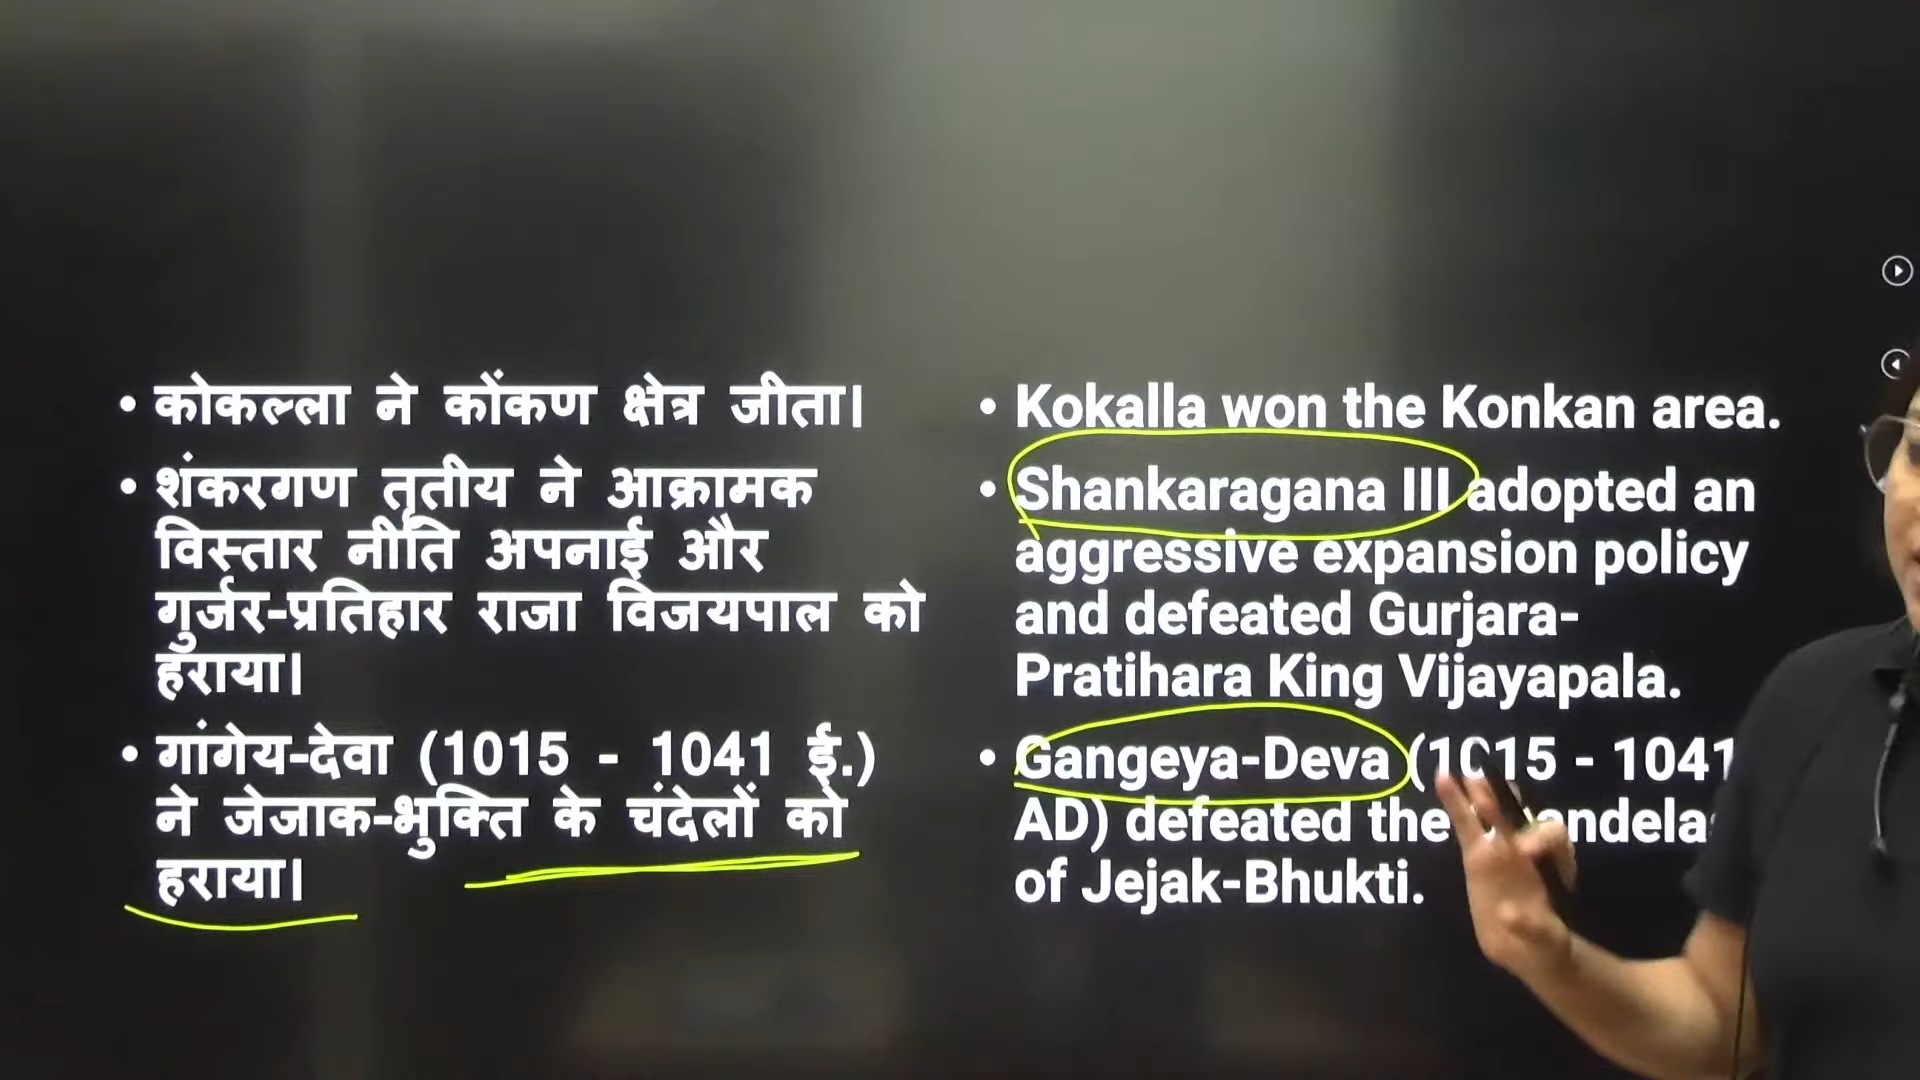 • कोकल्ला ने कोंकण क्षेत्र जीता।
• शंकरगण तृतीय ने आक्रामक
विस्तार नीति अपनाई और
गुर्जर-प्रतिहार राजा विजयपाल को
हराया।
• गांगेय-देवा (1015 - 1041 ई.)
ने जेजाक-भुक्ति के चंदेलों को
हराया।
• Kokalla won the Konkan area.
• Shankaragana III adopted an
aggressive expansion policy
and defeated Gurjara-
Pratihara King Vijayapala.
• Gangeya-Deva (1015 - 1041
AD) defeated the
of Jejak-Bhukti.